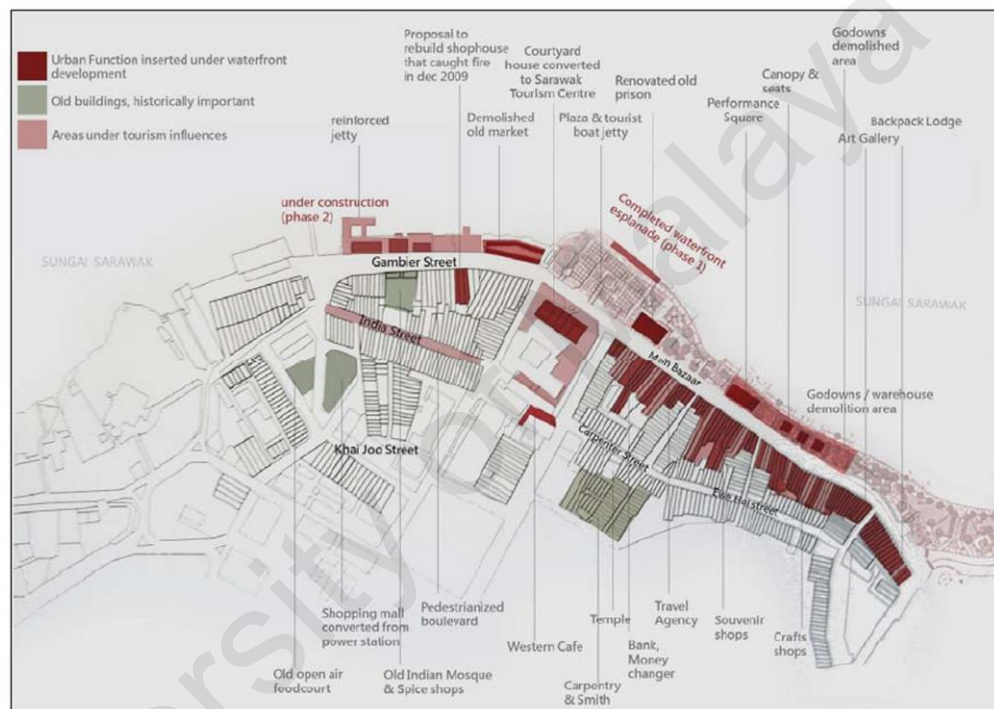 Urban Function inserted under waterfront
development
Old buildings, historically important
Areas under tourism influences
reinforced
jetty
Proposal to
rebuild shophouse
that caught fire
in dec 2009
Demolished
old market
Courtyard
house converted
to Sarawak
Tourism Centre
Plaza & tourist
boat jetty
Renovated old
prison
Performance
Square
Canopy &
seats
Godowns
demolished
area
Art Gallery
Backpack Lodge
under construction
(phase 2)
Completed waterfront
esplanade (phase 1)
SUNGAI SARAWAK
SUNGAI SARAWAK
Gambier Street
India Street
Main Bazaar
Godowns / warehouse
demolition area
Khai Joo Street
Carpenter Street
Ewe Hai street
Shopping mall
converted from
power station
Pedestrianized
boulevard
Old open air
foodcourt
Old Indian Mosque
& Spice shops
Western Cafe
Carpentry
& Smith
Temple
Bank,
Money
changer
Travel
Agency
Souvenir
shops
Crafts
shops
ersity of Malaya